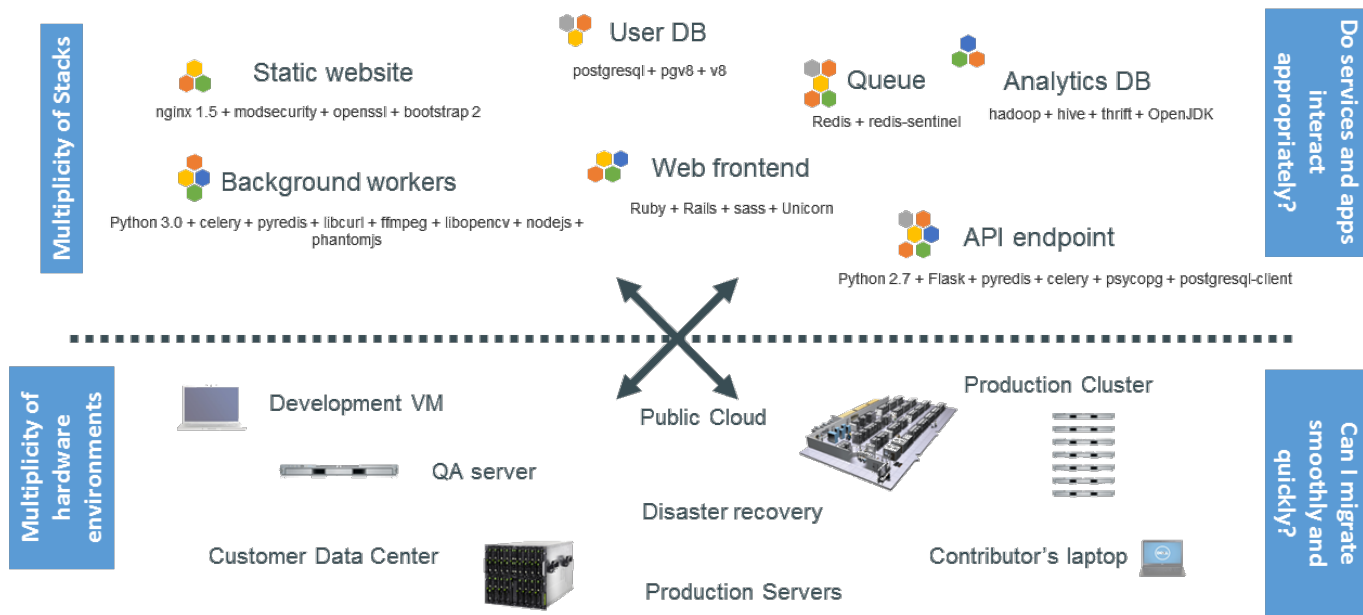 Multiplicity of Stacks
Static website
nginx 1.5 + modsecurity + openssl + bootstrap 2
Background workers
Python 3.0 + celery + pyredis + libcurl + ffmpeg + libopencv + nodejs +
phantomjs
User DB
postgresql + pgv8 + v8
Web frontend
Ruby + Rails + sass + Unicorn
Queue
Redis + redis-sentinel
Analytics DB
hadoop + hive + thrift + OpenJDK
API endpoint
Python 2.7 + Flask + pyredis + celery + psycopg + postgresql-client
Do services and apps
interact
appropriately?
Multiplicity of
hardware
environments
Development VM
QA server
Customer Data Center
Public Cloud
Disaster recovery
Production Servers
Production Cluster
Contributor's laptop
Can I migrate
smoothly and
quickly?